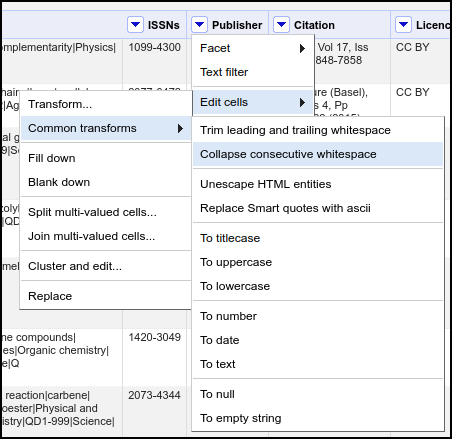 ISSNs
Publisher
Citation
Licenc
omplementarity|Physics|
1099-4300
Vol 17, Iss
848-7858
CC BY
Facet
Text filter
Edit cells
ure (Basel),
s 4, Pp
CC BY
Transform...
Common transforms
Fill down
Blank down
Split multi-valued cells...
Join multi-valued cells...
Cluster and edit...
Replace
Trim leading and trailing whitespace
Collapse consecutive whitespace
Unescape HTML entities
Replace Smart quotes with ascii
To titlecase
To uppercase
To lowercase
To number
To date
To text
To null
To empty string
ne compounds|
es|Organic chemistry|
e|Q
1420-3049
reaction|carbene|
oester|Physical and
istry|QD1-999|Science|
2073-4344